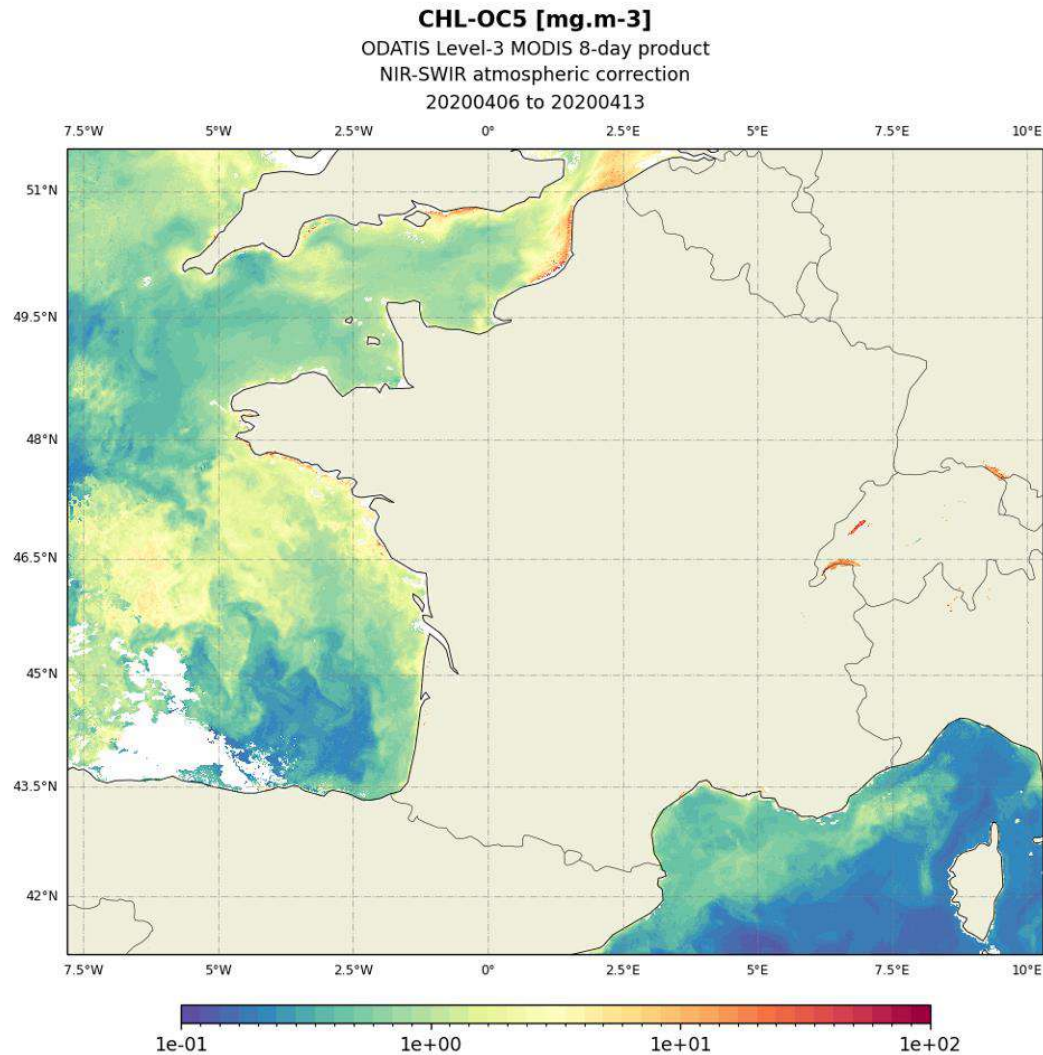 CHL-OC5 [mg.m-3]
ODATIS Level-3 MODIS 8-day product
NIR-SWIR atmospheric correction
20200406 to 20200413
7.5°W 5°W 2.5°W 0° 2.5°E 5°E 7.5°E 10°E
51°N
49.5°N
48°N
46.5°N
45°N
43.5°N
42°N
7.5°W 5°W 2.5°W 0° 2.5°E 5°E 7.5°E 10°E
1e-01 1e+00 1e+01 1e+02